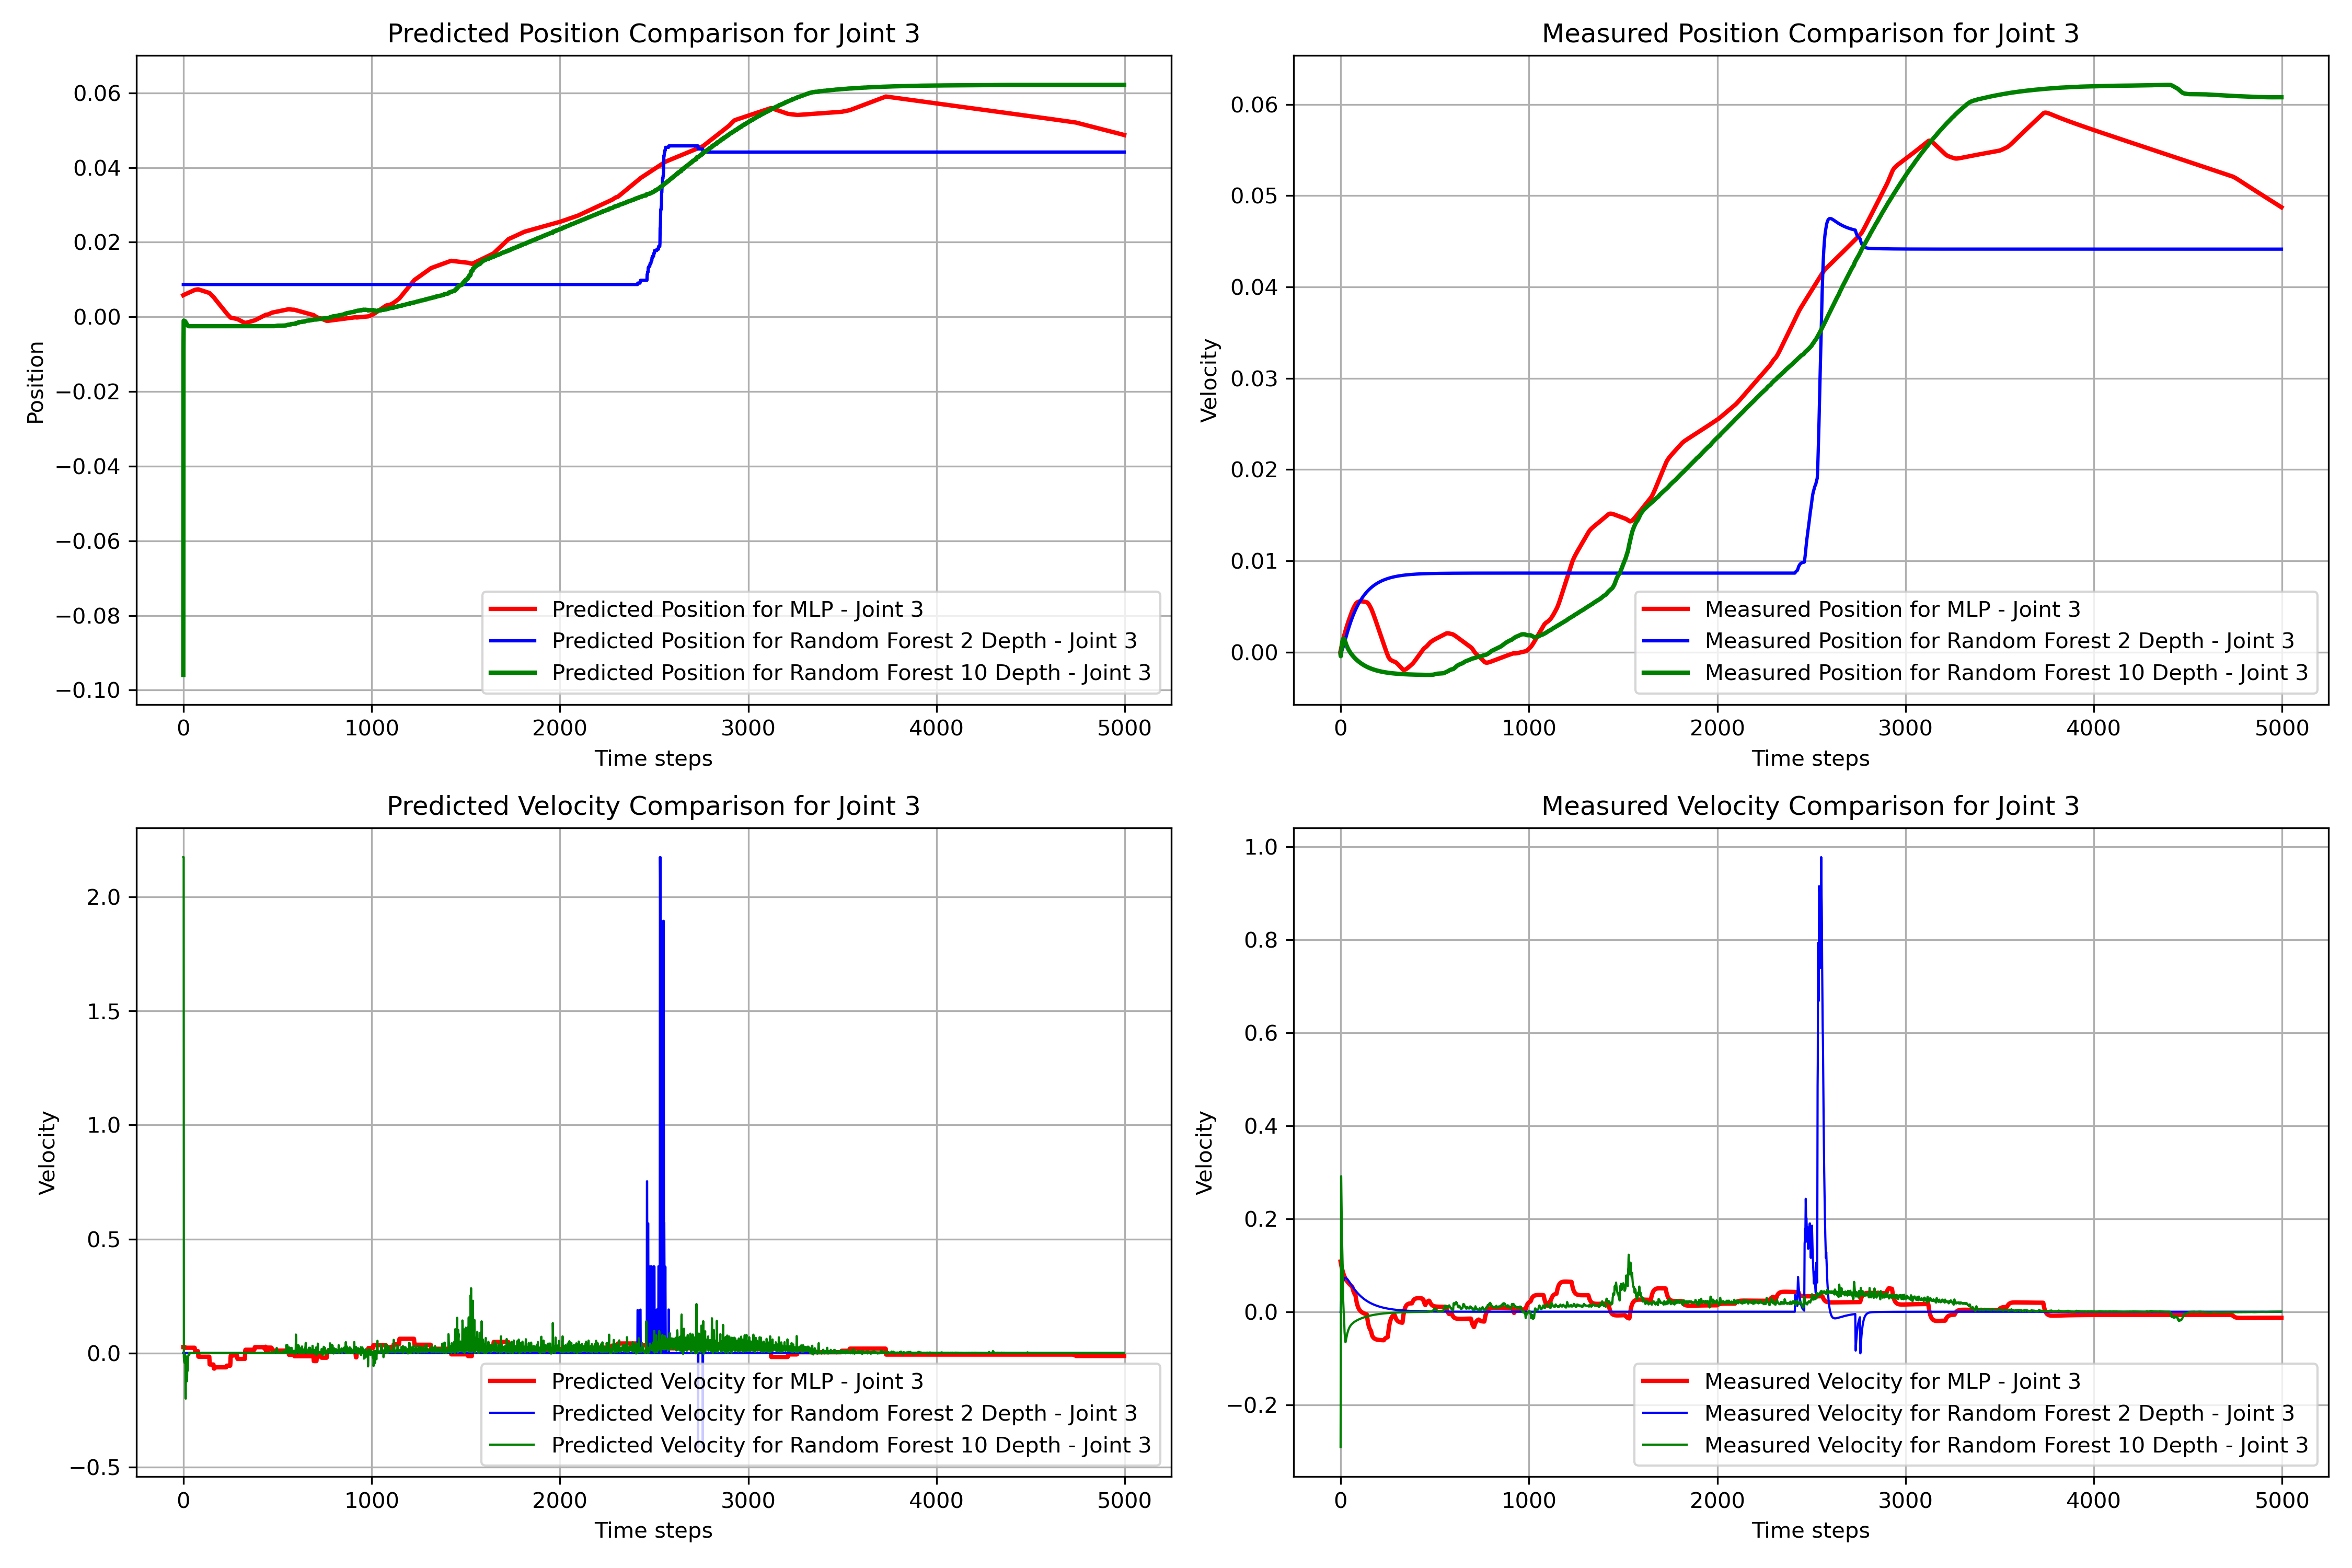 Predicted Position Comparison for Joint 3
Position
0.06
0.04
0.02
0.00
−0.02
−0.04
−0.06
−0.08
−0.10
Predicted Position for MLP - Joint 3
Predicted Position for Random Forest 2 Depth - Joint 3
Predicted Position for Random Forest 10 Depth - Joint 3
0 1000 2000 3000 4000 5000
Time steps
Measured Position Comparison for Joint 3
Velocity
0.06
0.05
0.04
0.03
0.02
0.01
0.00
Measured Position for MLP - Joint 3
Measured Position for Random Forest 2 Depth - Joint 3
Measured Position for Random Forest 10 Depth - Joint 3
0 1000 2000 3000 4000 5000
Time steps
Predicted Velocity Comparison for Joint 3
Velocity
2.0
1.5
1.0
0.5
0.0
−0.5
Predicted Velocity for MLP - Joint 3
Predicted Velocity for Random Forest 2 Depth - Joint 3
Predicted Velocity for Random Forest 10 Depth - Joint 3
0 1000 2000 3000 4000 5000
Time steps
Measured Velocity Comparison for Joint 3
Velocity
1.0
0.8
0.6
0.4
0.2
0.0
−0.2
Measured Velocity for MLP - Joint 3
Measured Velocity for Random Forest 2 Depth - Joint 3
Measured Velocity for Random Forest 10 Depth - Joint 3
0 1000 2000 3000 4000 5000
Time steps